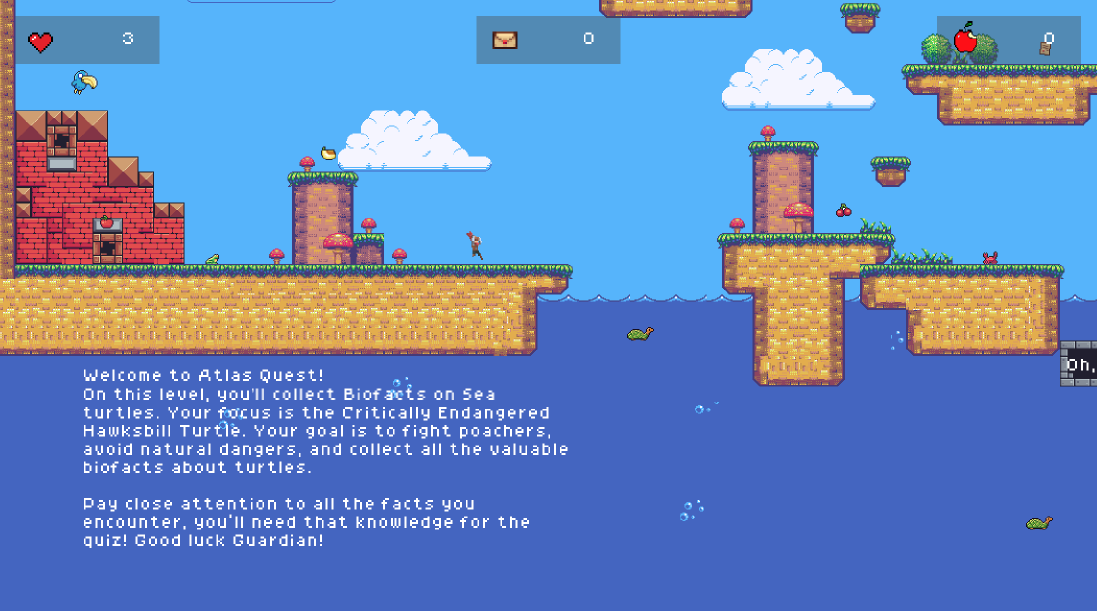 3
0
0
Welcome to Atlas Quest!
On this level, you'll collect Biofacts on Sea
turtles. Your focus is the Critically Endangered
Hawksbill Turtle. Your goal is to fight poachers,
avoid natural dangers, and collect all the valuable
biofacts about turtles.
Pay close attention to all the facts you
encounter, you'll need that knowledge for the
quiz! Good luck Guardian!
Oh,